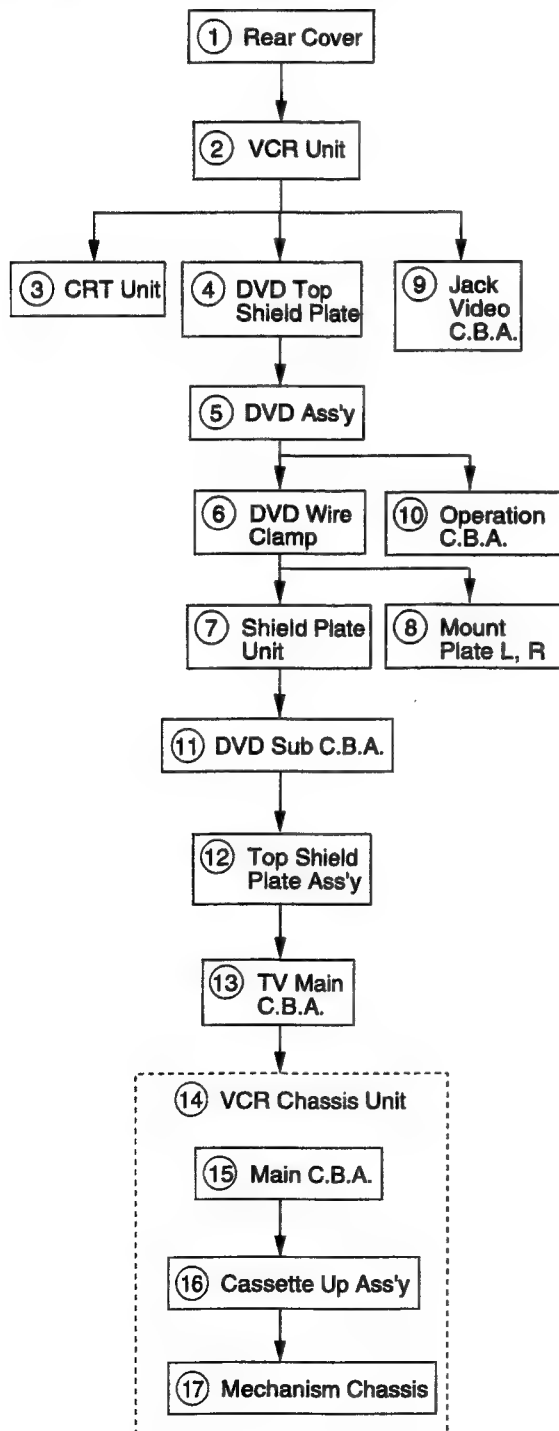 ① Rear Cover
② VCR Unit
③ CRT Unit
④ DVD Top
Shield Plate
⑨ Jack
Video
C.B.A.
⑤ DVD Ass'y
⑥ DVD Wire
Clamp
⑩ Operation
C.B.A.
⑦ Shield Plate
Unit
⑧ Mount
Plate L, R
⑪ DVD Sub C.B.A.
⑫ Top Shield
Plate Ass'y
⑬ TV Main
C.B.A.
⑭ VCR Chassis Unit
⑮ Main C.B.A.
⑯ Cassette Up Ass'y
⑰ Mechanism Chassis